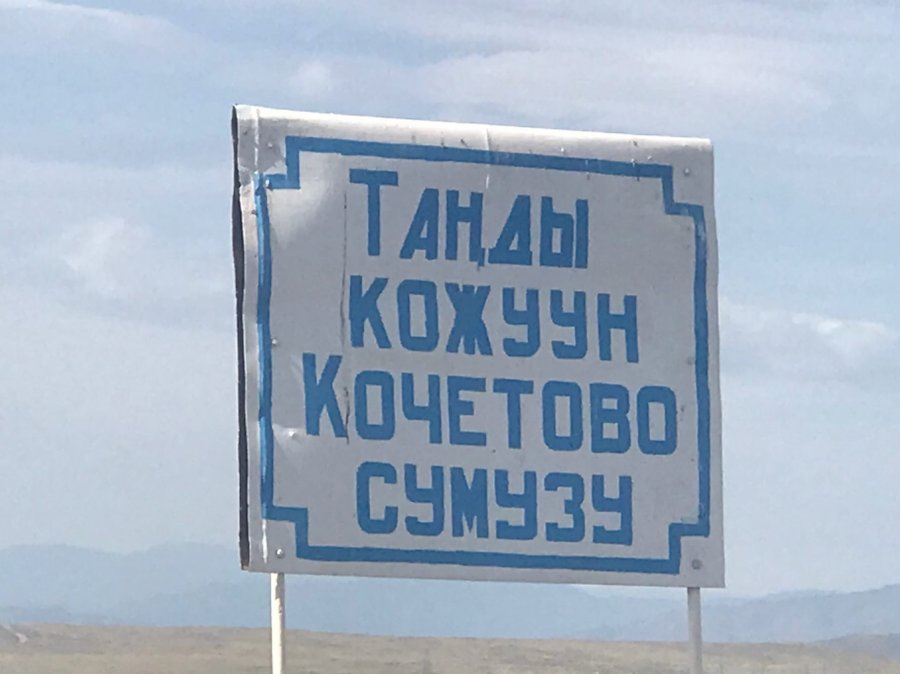 Таңды
кожуун
Кочетово
сумузу